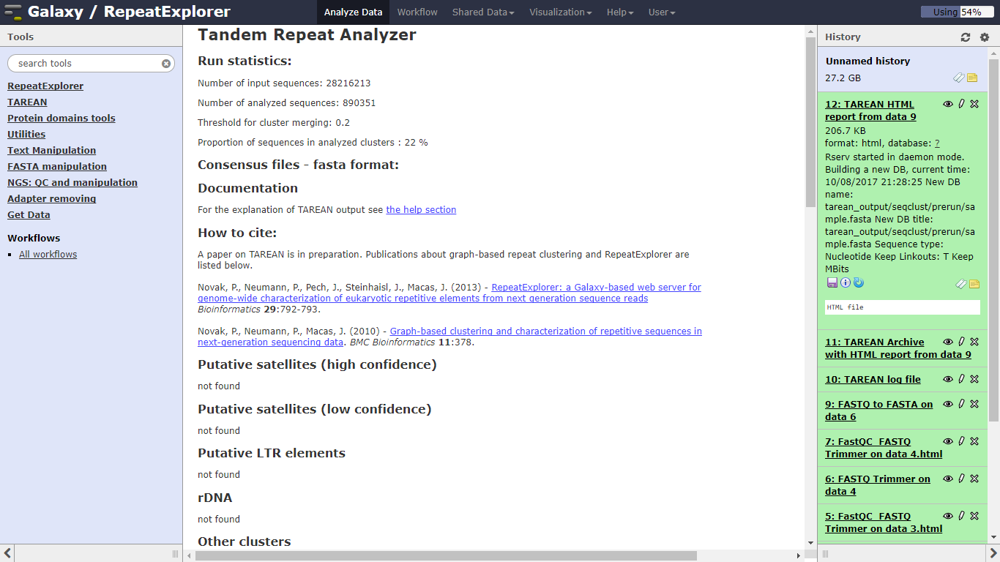 Galaxy / RepeatExplorer
Analyze Data
Workflow
Shared Data
Visualization
Help
User
Using 54%
Tools
search tools
RepeatExplorer
TAREAN
Protein domains tools
Utilities
Text Manipulation
FASTA manipulation
NGS: QC and manipulation
Adapter removing
Get Data
Workflows
All workflows
Tandem Repeat Analyzer
Run statistics:
Number of input sequences: 28216213
Number of analyzed sequences: 890351
Threshold for cluster merging: 0.2
Proportion of sequences in analyzed clusters : 22 %
Consensus files - fasta format:
Documentation
For the explanation of TAREAN output see the help section
How to cite:
A paper on TAREAN is in preparation. Publications about graph-based repeat clustering and RepeatExplorer are
listed below.
Novak, P., Neumann, P., Pech, J., Steinhaisl, J., Macas, J. (2013) - RepeatExplorer: a Galaxy-based web server for
genome-wide characterization of eukaryotic repetitive elements from next generation sequence reads
Bioinformatics 29:792-793.
Novak, P., Neumann, P., Macas, J. (2010) - Graph-based clustering and characterization of repetitive sequences in
next-generation sequencing data. BMC Bioinformatics 11:378.
Putative satellites (high confidence)
not found
Putative satellites (low confidence)
not found
Putative LTR elements
not found
rDNA
not found
Other clusters
History
Unnamed history
27.2 GB
12: TAREAN HTML
report from data 9
206.7 KB
format: html, database: ?
Rserv started in daemon mode.
Building a new DB, current time:
10/08/2017 21:28:25 New DB
name:
tarean_output/seqclust/prerun/sa
mple.fasta New DB title:
tarean_output/seqclust/prerun/sa
mple.fasta Sequence type:
Nucleotide Keep Linkouts: T Keep
MBits
HTML file
11: TAREAN Archive
with HTML report from data 9
10: TAREAN log file
9: FASTQ to FASTA on
data 6
7: FastQC_FASTQ
Trimmer on data 4.html
6: FASTQ Trimmer on
data 4
5: FastQC_FASTQ
Trimmer on data 3.html